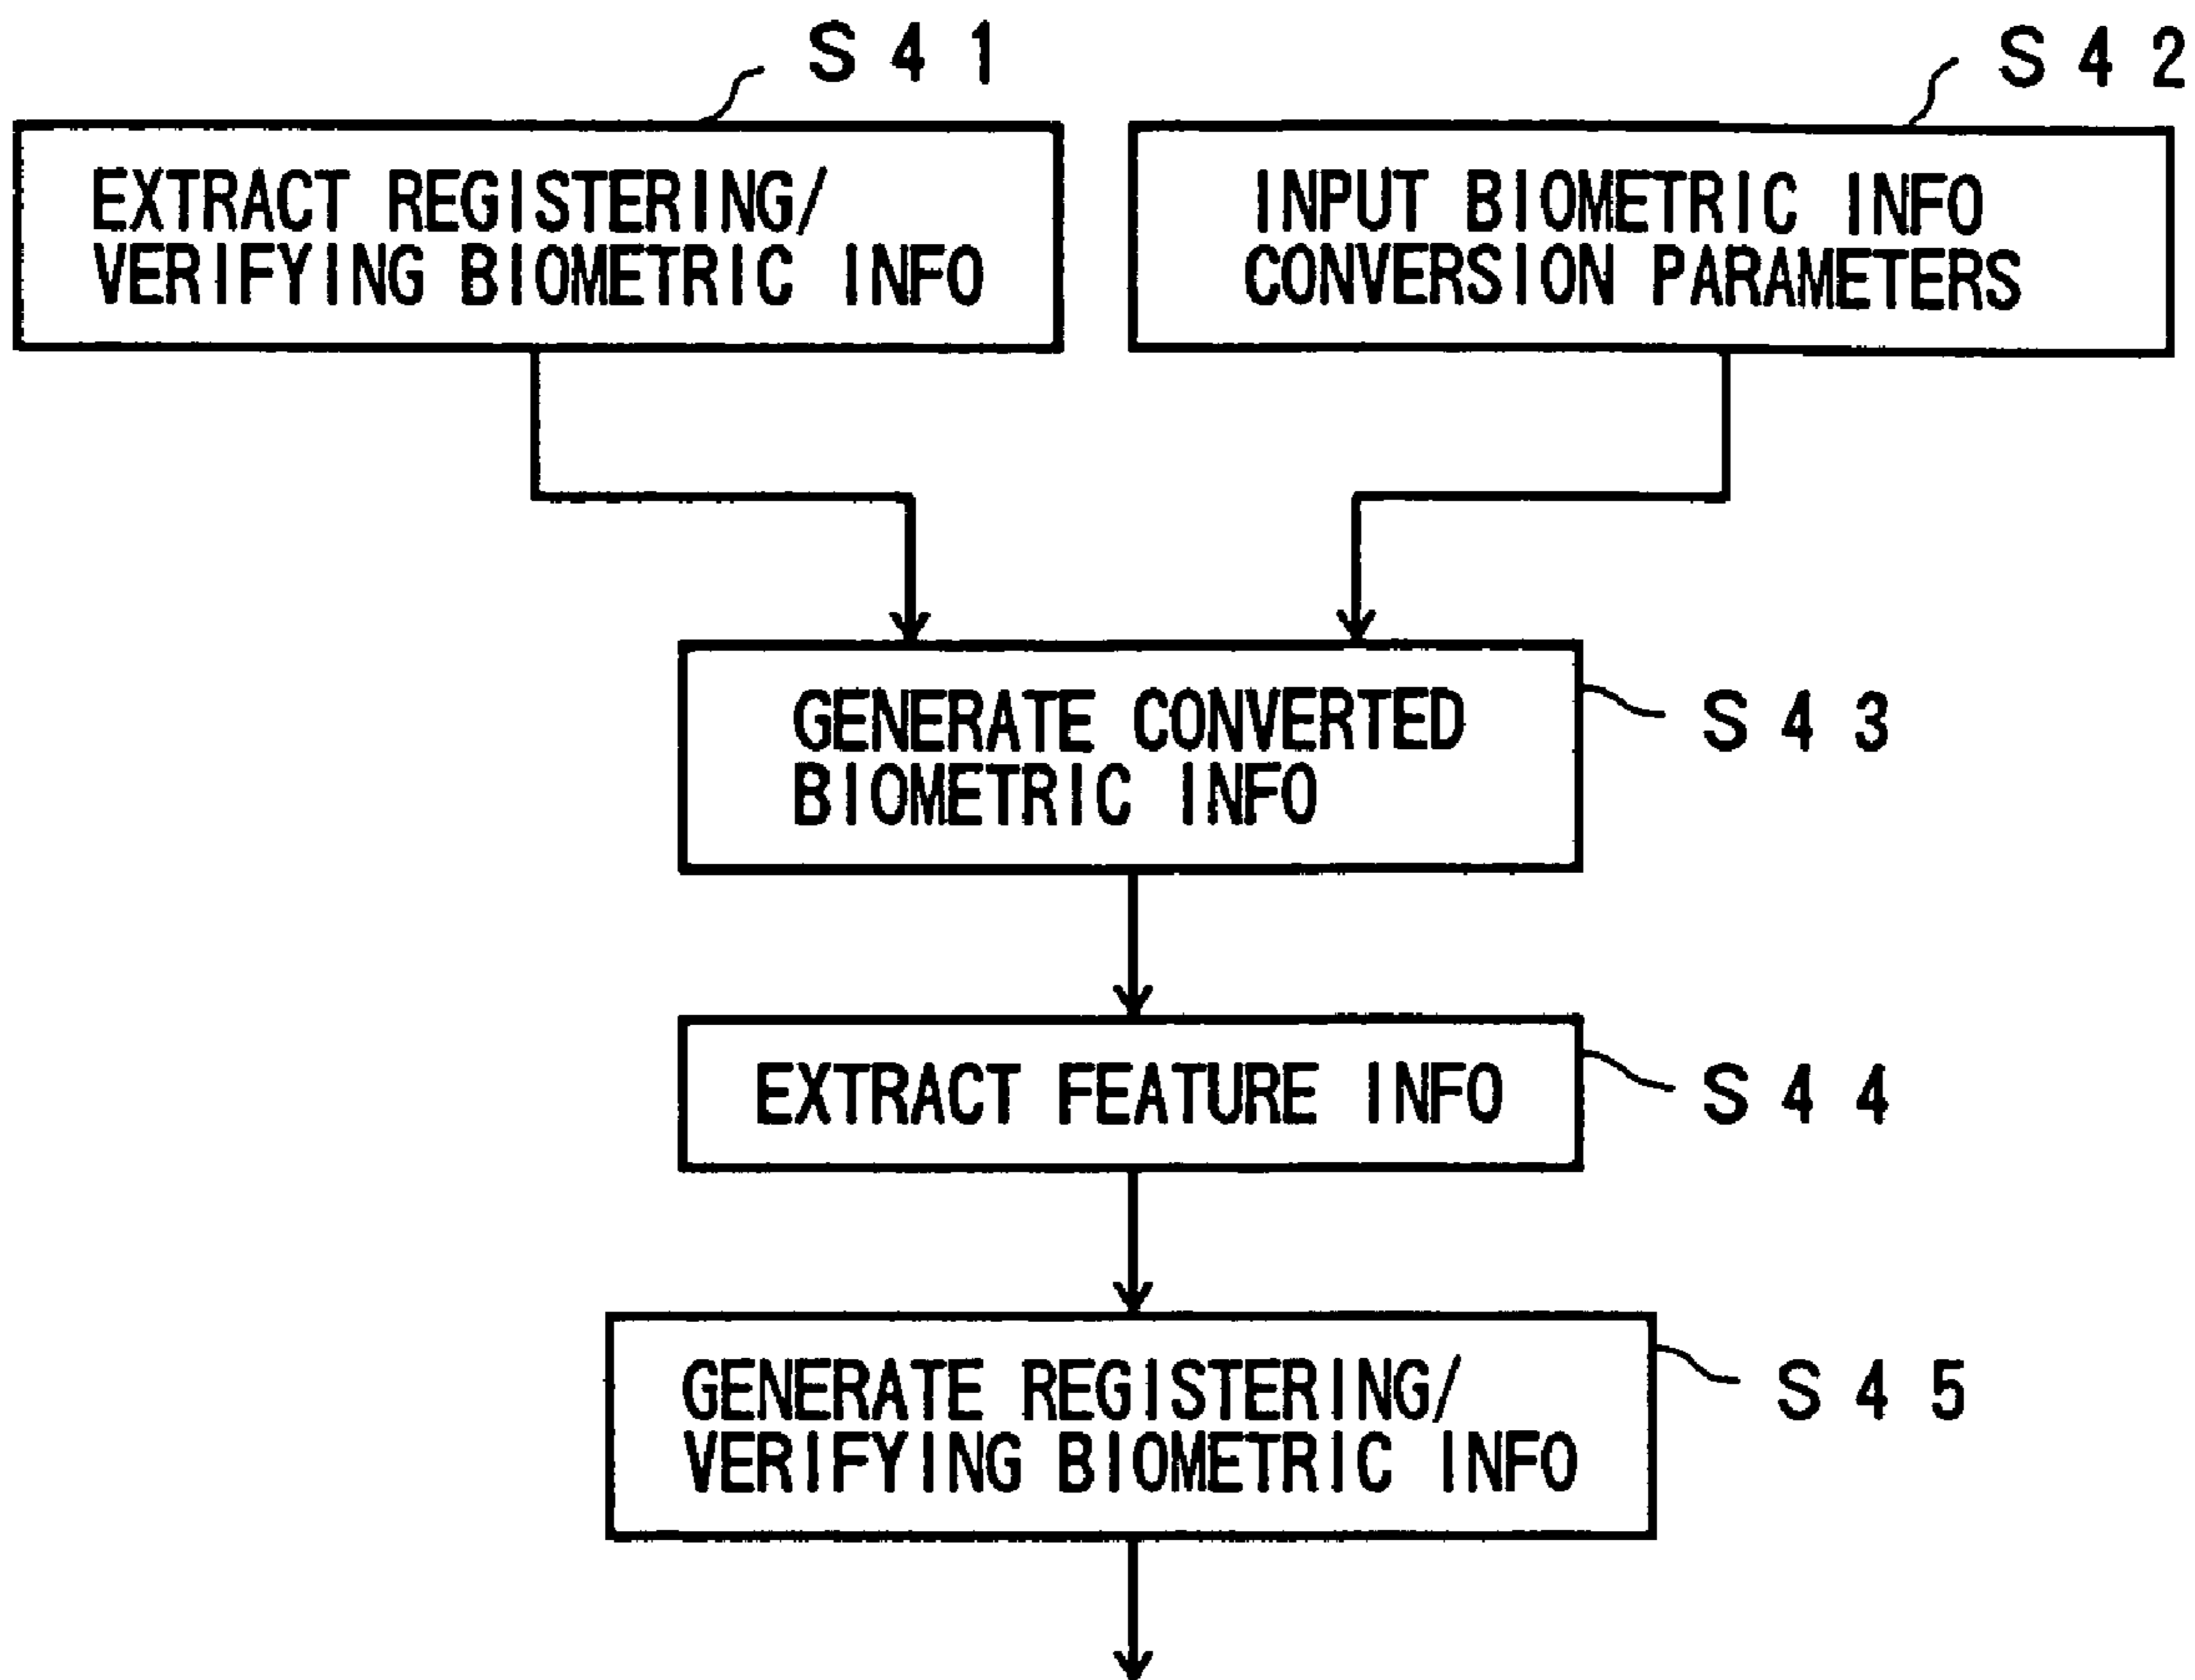 S41
S42
EXTRACT REGISTERING/
VERIFYING BIOMETRIC INFO
INPUT BIOMETRIC INFO
CONVERSION PARAMETERS
GENERATE CONVERTED
BIOMETRIC INFO
S43
EXTRACT FEATURE INFO
S44
GENERATE REGISTERING/
VERIFYING BIOMETRIC INFO
S45